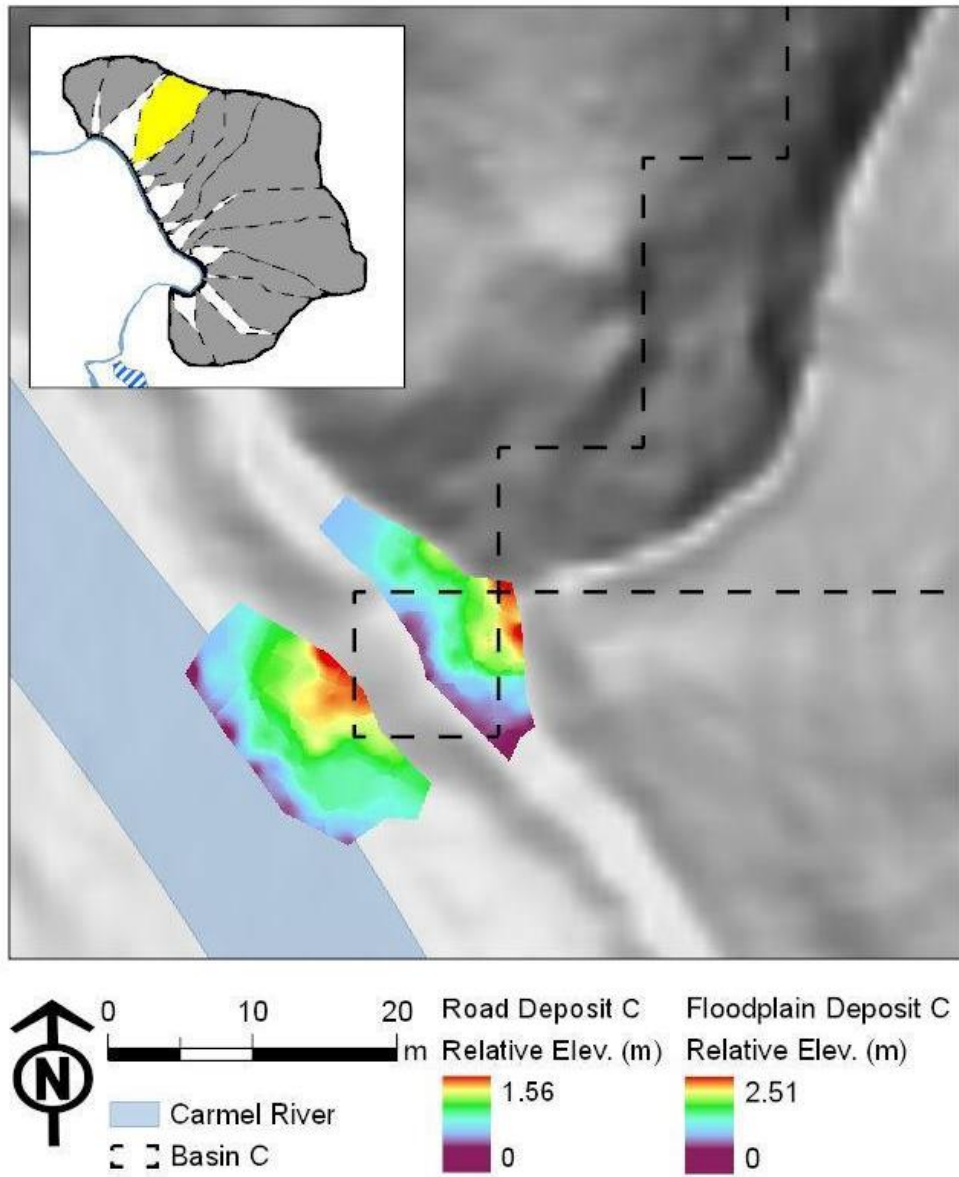 N
0 10 20
m
Carmel River
Basin C
Road Deposit C
Relative Elev. (m)
1.56
0
Floodplain Deposit C
Relative Elev. (m)
2.51
0